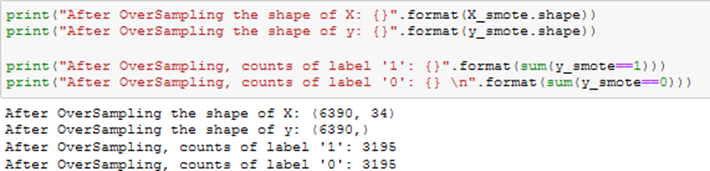 print("After OverSampling the shape of X: {}".format(X_smote.shape))
print("After OverSampling the shape of y: {}".format(y_smote.shape))
print("After OverSampling, counts of label '1': {}".format(sum(y_smote==1)))
print("After OverSampling, counts of label '0': {} \n".format(sum(y_smote==0)))
After OverSampling the shape of X: (6390, 34)
After OverSampling the shape of y: (6390,)
After OverSampling, counts of label '1': 3195
After OverSampling, counts of label '0': 3195